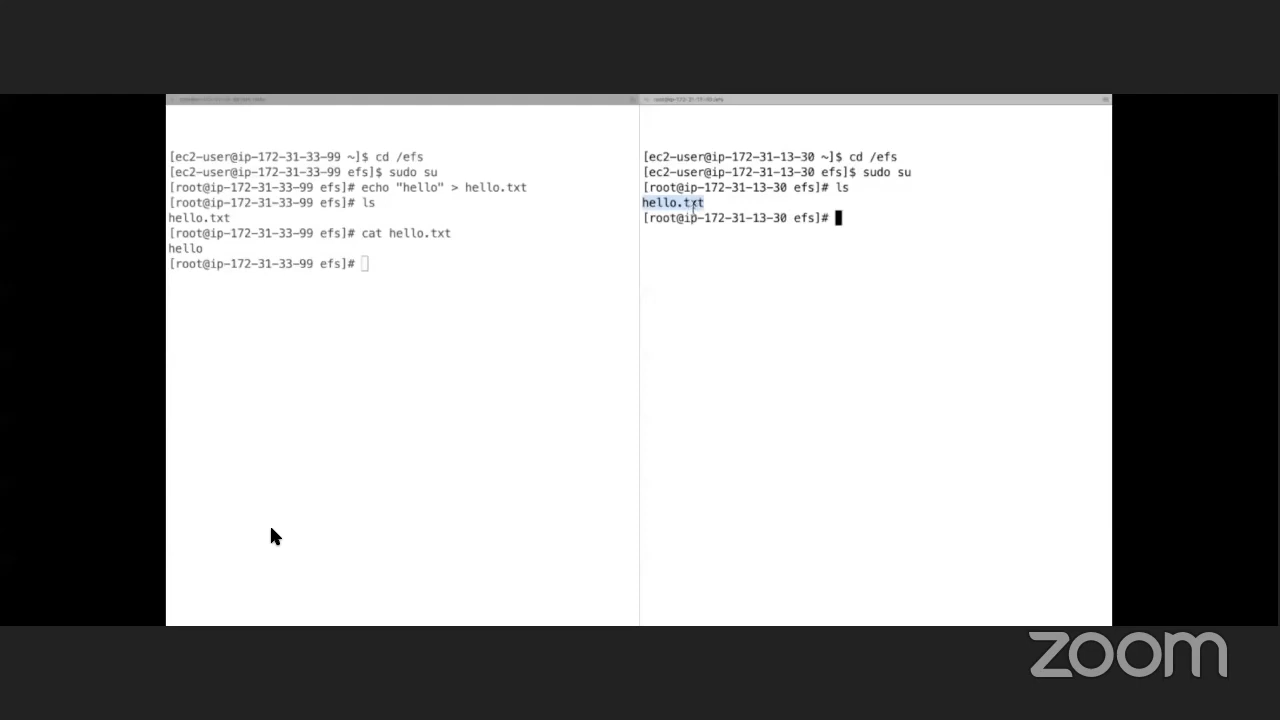 [ec2-user@ip-172-31-33-99 ~]$ cd /efs
[ec2-user@ip-172-31-33-99 efs]$ sudo su
[root@ip-172-31-33-99 efs]# echo "hello" > hello.txt
[root@ip-172-31-33-99 efs]# ls
hello.txt
[root@ip-172-31-33-99 efs]# cat hello.txt
hello
[root@ip-172-31-33-99 efs]#
[ec2-user@ip-172-31-13-30 ~]$ cd /efs
[ec2-user@ip-172-31-13-30 efs]$ sudo su
[root@ip-172-31-13-30 efs]# ls
hello.txt
[root@ip-172-31-13-30 efs]#
zoom